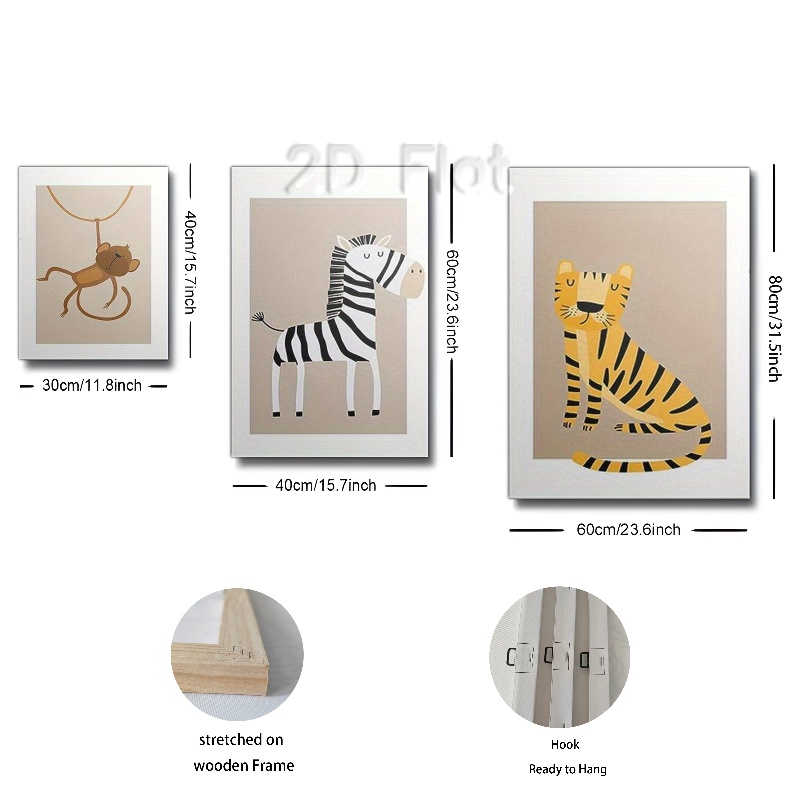 2D Flat
40cm/15.7inch
30cm/11.8inch
60cm/23.6inch
40cm/15.7inch
80cm/31.5inch
60cm/23.6inch
stretched on
wooden Frame
Hook
Ready to Hang